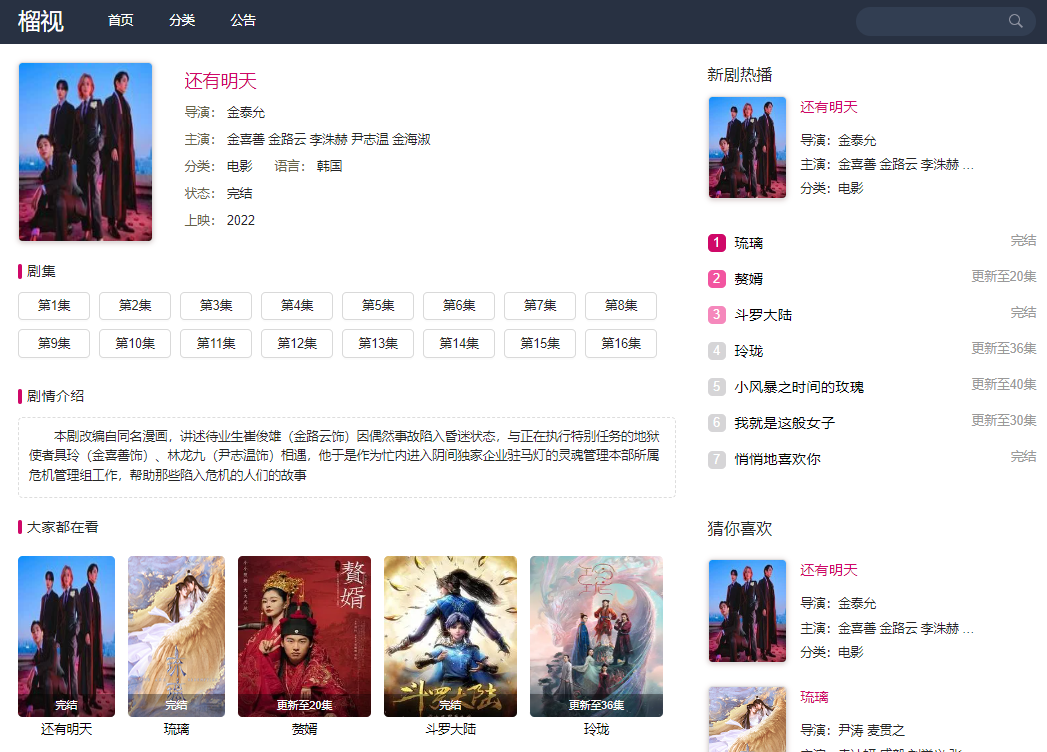 榴视 首页 分类 公告
还有明天
导演： 金泰允
主演： 金喜善 金路云 李洙赫 尹志温 金海淑
分类： 电影 语言： 韩国
状态： 完结
上映： 2022
剧集
第1集 第2集 第3集 第4集 第5集 第6集 第7集 第8集
第9集 第10集 第11集 第12集 第13集 第14集 第15集 第16集
剧情介绍
本剧改编自同名漫画，讲述待业生崔俊雄（金路云饰）因偶然事故陷入昏迷状态，与正在执行特别任务的地狱
使者具玲（金喜善饰）、林龙九（尹志温饰）相遇，他于是作为忙内进入阴间独家企业驻马灯的灵魂管理本部所属
危机管理组工作，帮助那些陷入危机的人们的故事
大家都在看
赘婿
斗罗大陆
完结 完结 更新至20集 完结 更新至36集
还有明天 琉璃 赘婿 斗罗大陆 玲珑
新剧热播
还有明天
导演：金泰允
主演：金喜善 金路云 李洙赫 ...
分类：电影
1 琉璃 完结
2 赘婿 更新至20集
3 斗罗大陆 完结
4 玲珑 更新至36集
5 小风暴之时间的玫瑰 更新至40集
6 我就是这般女子 更新至30集
7 悄悄地喜欢你 完结
猜你喜欢
还有明天
导演：金泰允
主演：金喜善 金路云 李洙赫 ...
分类：电影
琉璃
导演：尹涛 麦贯之